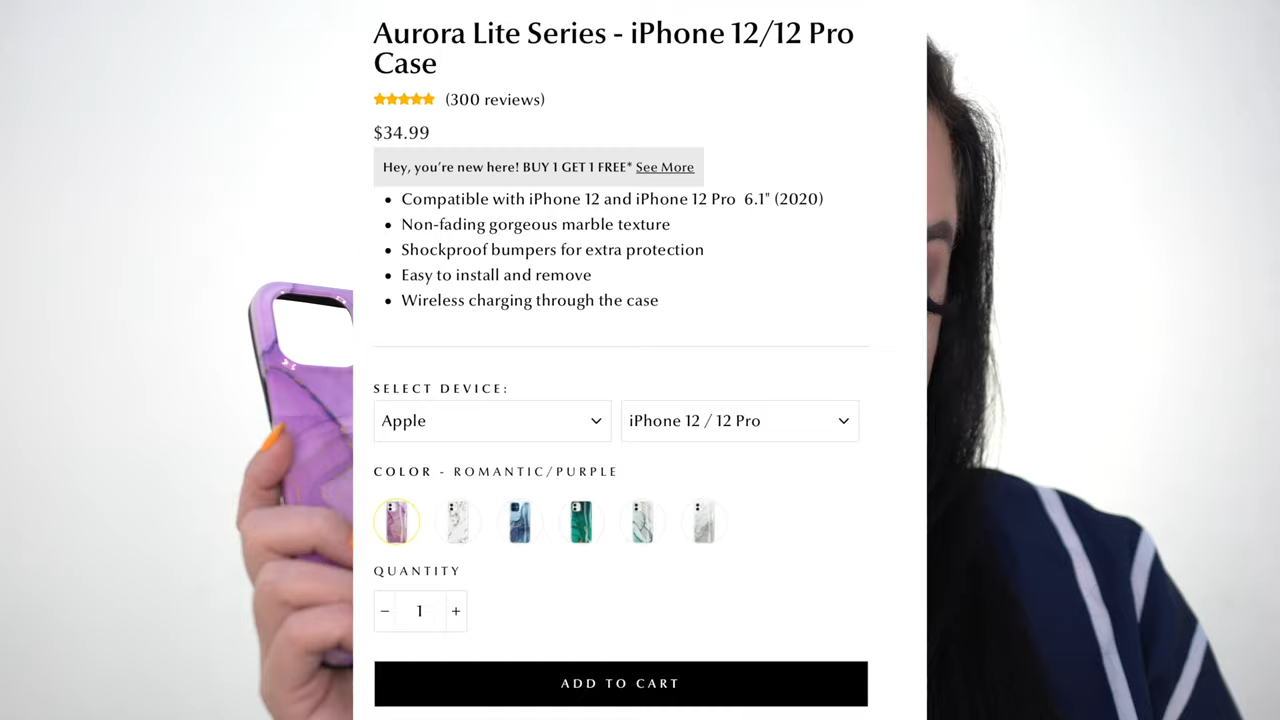 Aurora Lite Series - iPhone 12/12 Pro
Case
(300 reviews)
$34.99
Hey, you're new here! BUY 1 GET 1 FREE* See More
• Compatible with iPhone 12 and iPhone 12 Pro 6.1" (2020)
• Non-fading gorgeous marble texture
• Shockproof bumpers for extra protection
• Easy to install and remove
• Wireless charging through the case
SELECT DEVICE:
Apple
iPhone 12 / 12 Pro
COLOR - ROMANTIC/PURPLE
QUANTITY
− 1 +
ADD TO CART